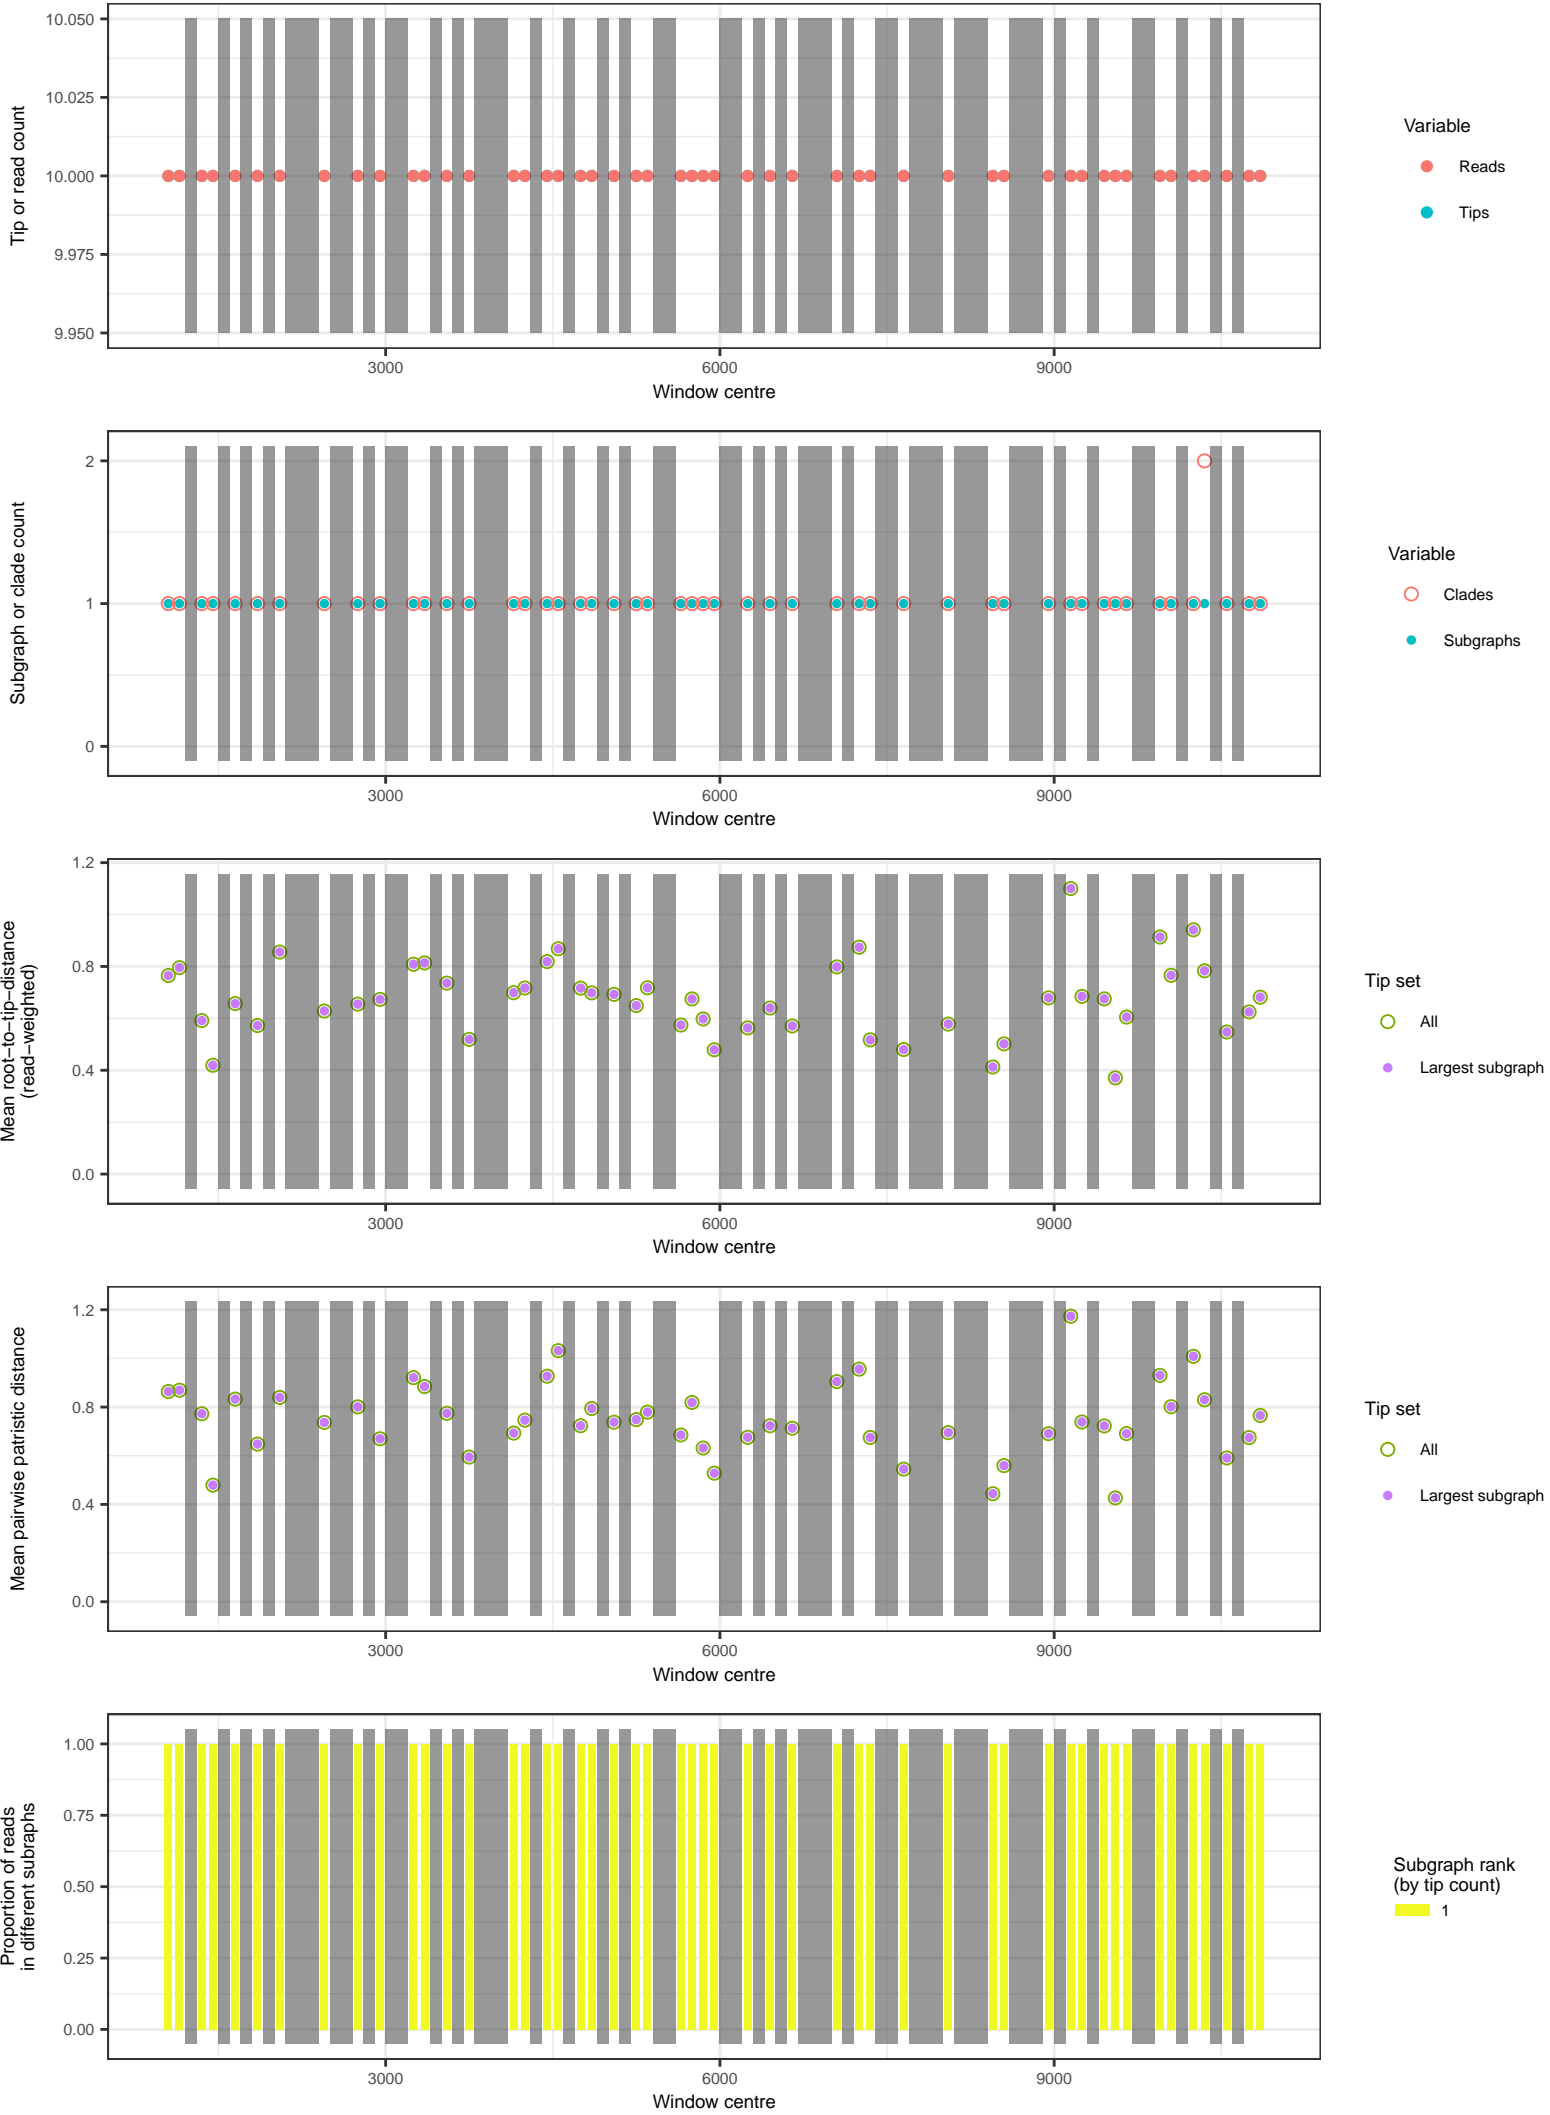 10.050
10.025
10.000
9.975
9.950
Tip or read count
3000
6000
9000
Window centre
Variable
Reads
Tips
2
1
0
Subgraph or clade count
3000
6000
9000
Window centre
Variable
Clades
Subgraphs
1.2
0.8
0.4
0.0
Mean root−to−tip−distance
(read−weighted)
3000
6000
9000
Window centre
Tip set
All
Largest subgraph
1.2
0.8
0.4
0.0
Mean pairwise patristic distance
3000
6000
9000
Window centre
Tip set
All
Largest subgraph
1.00
0.75
0.50
0.25
0.00
Proportion of reads
in different subraphs
3000
6000
9000
Window centre
Subgraph rank
(by tip count)
1